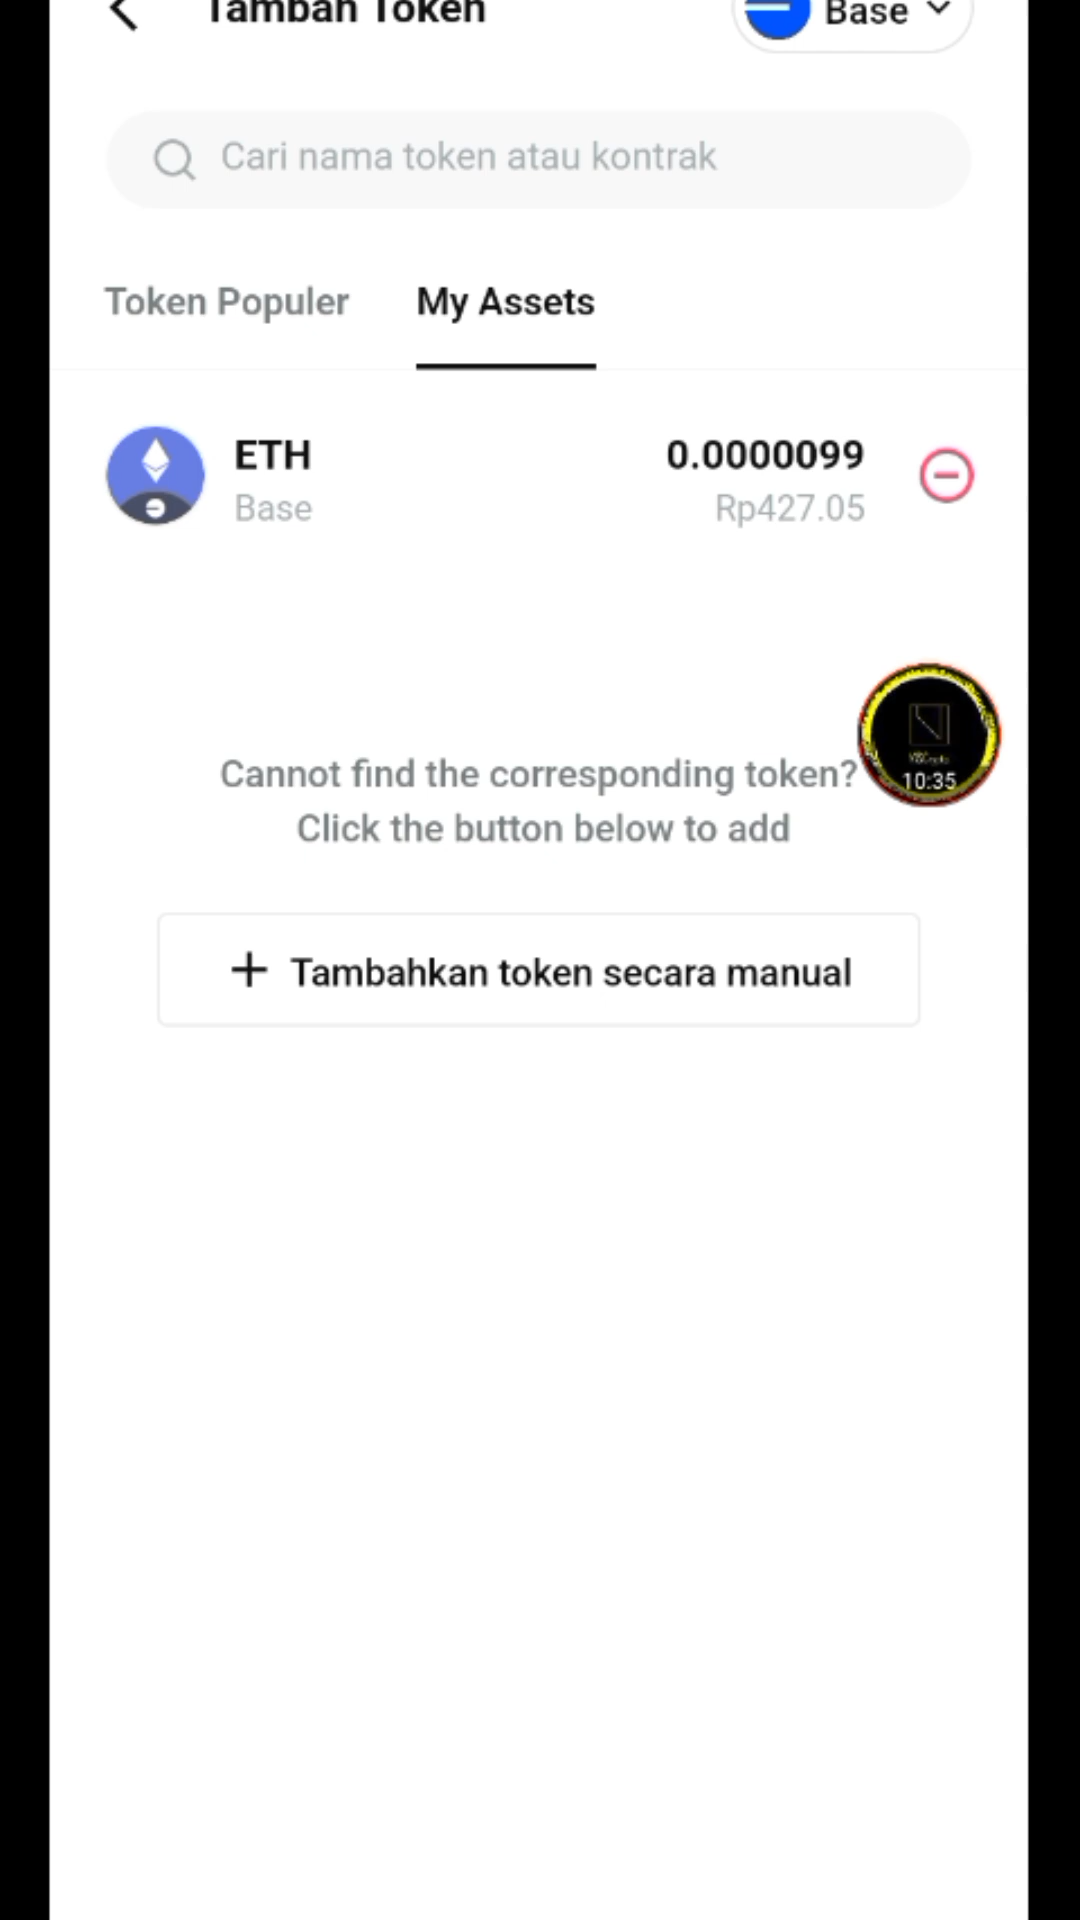 Tambah Token
Base
Cari nama token atau kontrak
Token Populer
My Assets
ETH
0.0000099
Base
Rp427.05
Cannot find the corresponding token?
Click the button below to add
10:35
+ Tambahkan token secara manual